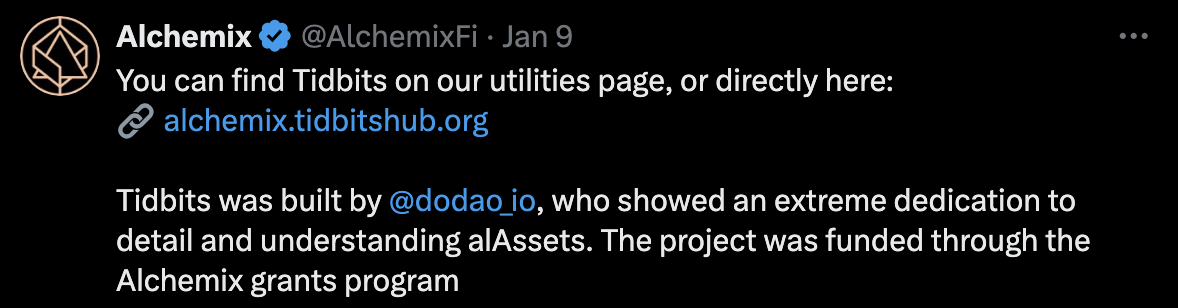 Alchemix @AlchemixFi · Jan 9
You can find Tidbits on our utilities page, or directly here:
🔗 alchemix.tidbitshub.org
Tidbits was built by @dodao_io, who showed an extreme dedication to
detail and understanding alAssets. The project was funded through the
Alchemix grants program